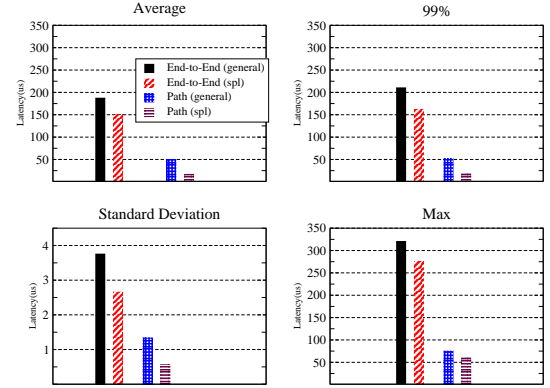 Average
350
300
250
200
150
100
50
Latency(us)
End-to-End (general)
End-to-End (spl)
Path (general)
Path (spl)
99%
350
300
250
200
150
100
50
Latency(us)
Standard Deviation
4
3
2
1
Latency(us)
Max
350
300
250
200
150
100
50
Latency(us)